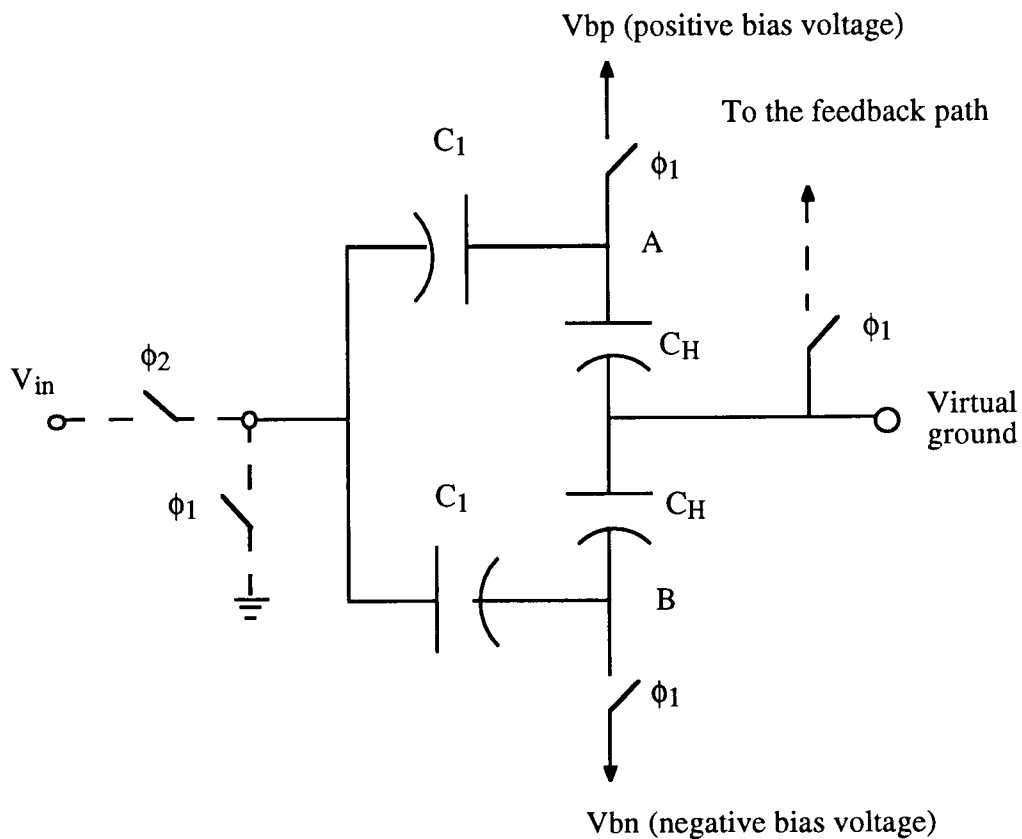 Vbp (positive bias voltage)
To the feedback path
C1
ϕ1
A
ϕ1
CH
ϕ2
Vin
Virtual
ground
ϕ1
C1
CH
B
ϕ1
Vbn (negative bias voltage)